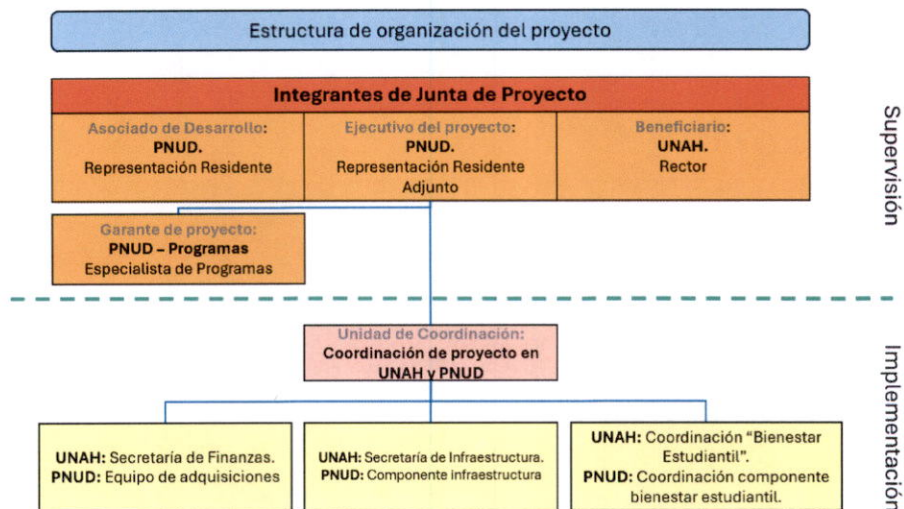 Estructura de organización del proyecto
Integrantes de Junta de Proyecto
Asociado de Desarrollo:
PNUD.
Representación Residente
Ejecutivo del proyecto:
PNUD.
Representación Residente
Adjunto
Beneficiario:
UNAH.
Rector
Supervisión
Garante de proyecto:
PNUD – Programas
Especialista de Programas
Unidad de Coordinación:
Coordinación de proyecto en
UNAH y PNUD
Implementación
UNAH: Secretaría de Finanzas.
PNUD: Equipo de adquisiciones
UNAH: Secretaría de Infraestructura.
PNUD: Componente infraestructura
UNAH: Coordinación “Bienestar
Estudiantil”.
PNUD: Coordinación componente
bienestar estudiantil.